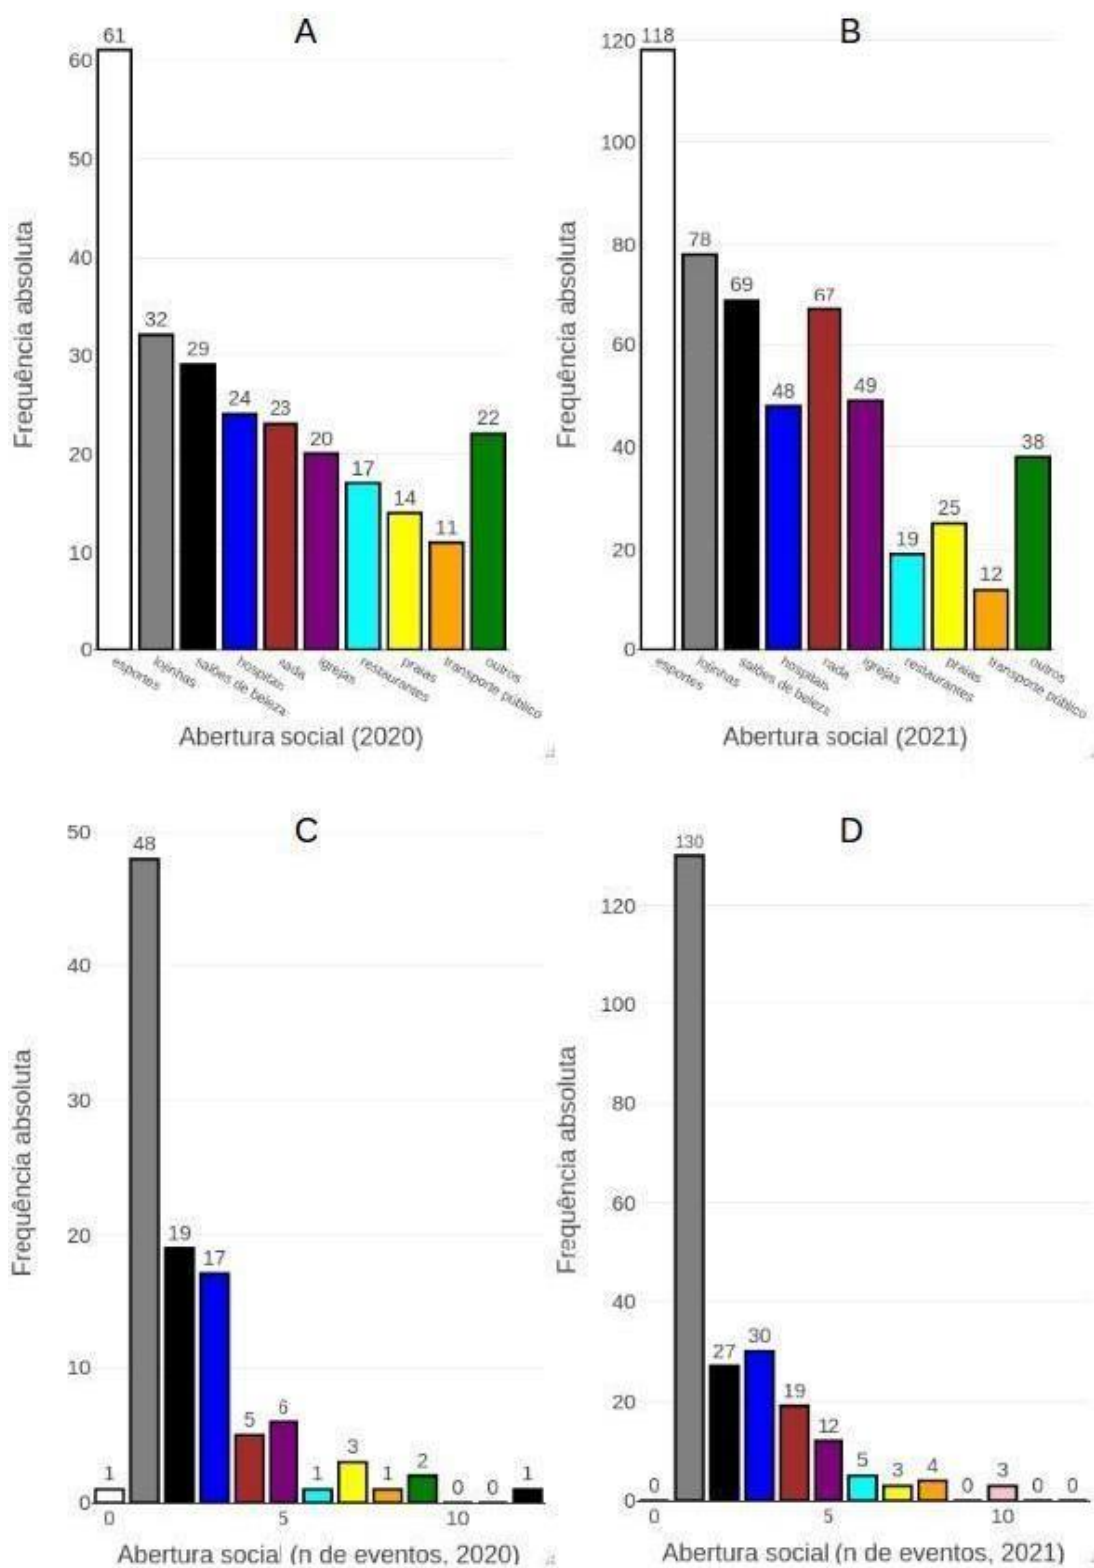 A
61
60
50
40
32
30
29
24
23
20
22
20
17
14
11
10
0
esportes
lojinhas
salões de beleza
hospitais
nada
igrejas
restaurantes
praias
transporte público
outros
Frequência absoluta
Abertura social (2020)
B
120
118
100
80
78
69
67
60
48
49
40
38
25
20
19
12
0
esportes
lojinhas
salões de beleza
hospitais
nada
igrejas
restaurantes
praias
transporte público
outros
Frequência absoluta
Abertura social (2021)
C
50
48
40
30
20
19
17
10
5
6
1
1
3
1
2
0
0
1
0
0
5
10
Frequência absoluta
Abertura social (n de eventos, 2020)
D
130
120
100
80
60
40
27
30
20
19
12
0
5
3
4
0
3
0
0
0
0
5
10
Frequência absoluta
Abertura social (n de eventos, 2021)